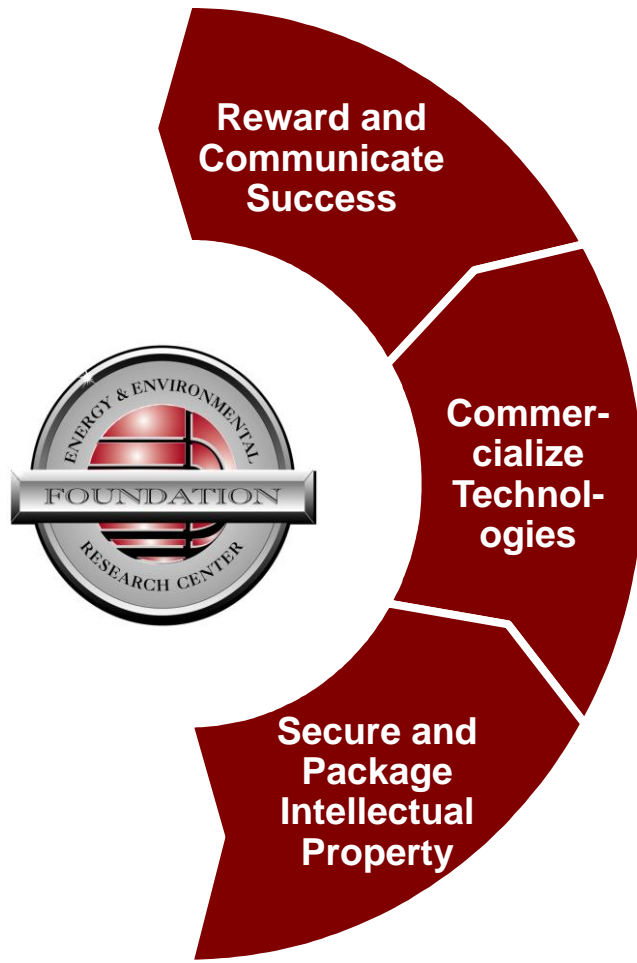 Reward and
Communicate
Success
ENERGY & ENVIRONMENTAL
FOUNDATION
RESEARCH CENTER
Commer-
cialize
Technol-
ogies
Secure and
Package
Intellectual
Property